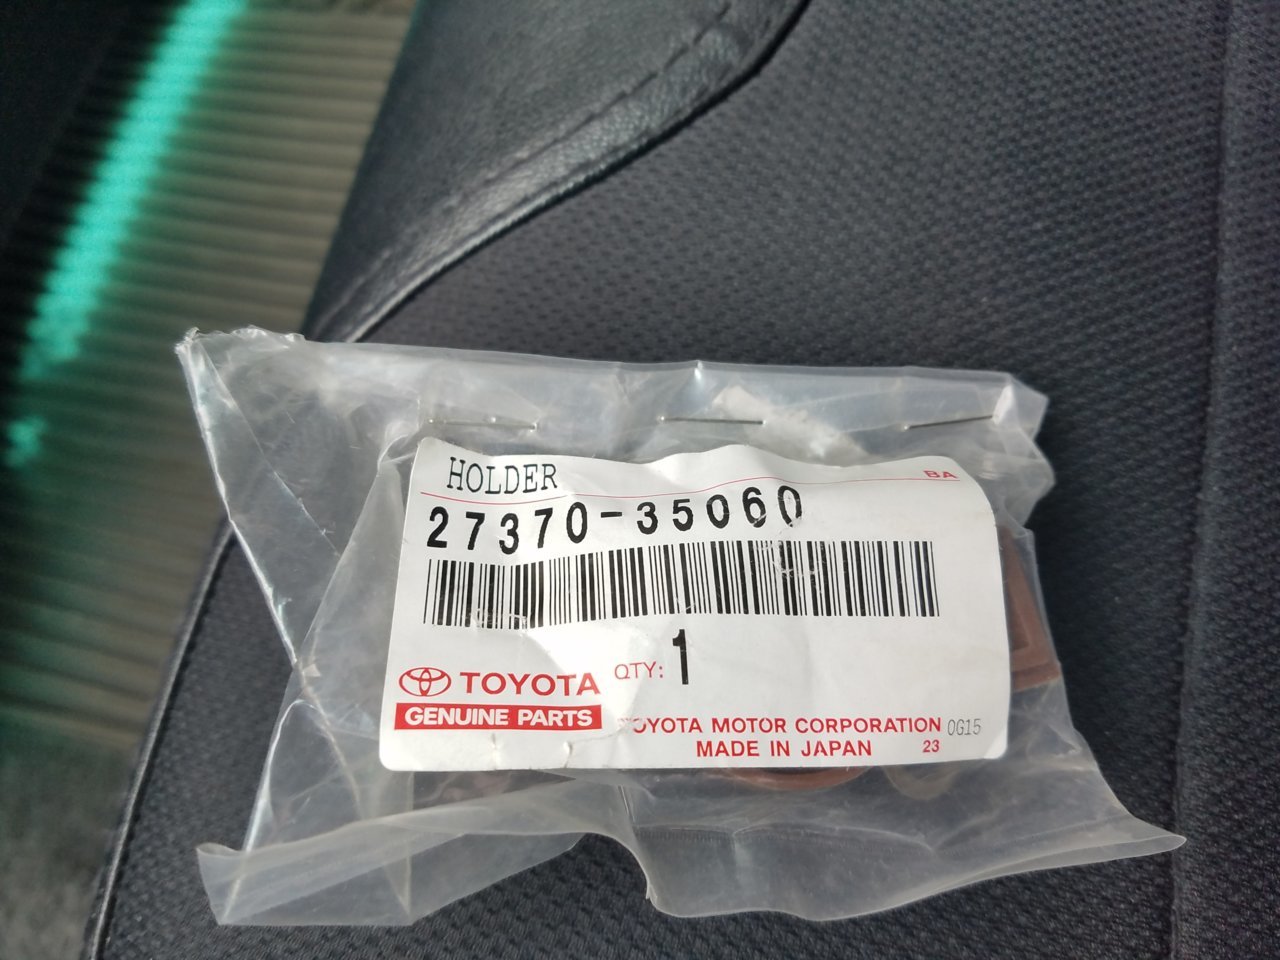 HOLDER
BA
27370-35060
QTY: 1
TOYOTA
GENUINE PARTS
TOYOTA MOTOR CORPORATION 0G15
MADE IN JAPAN 23